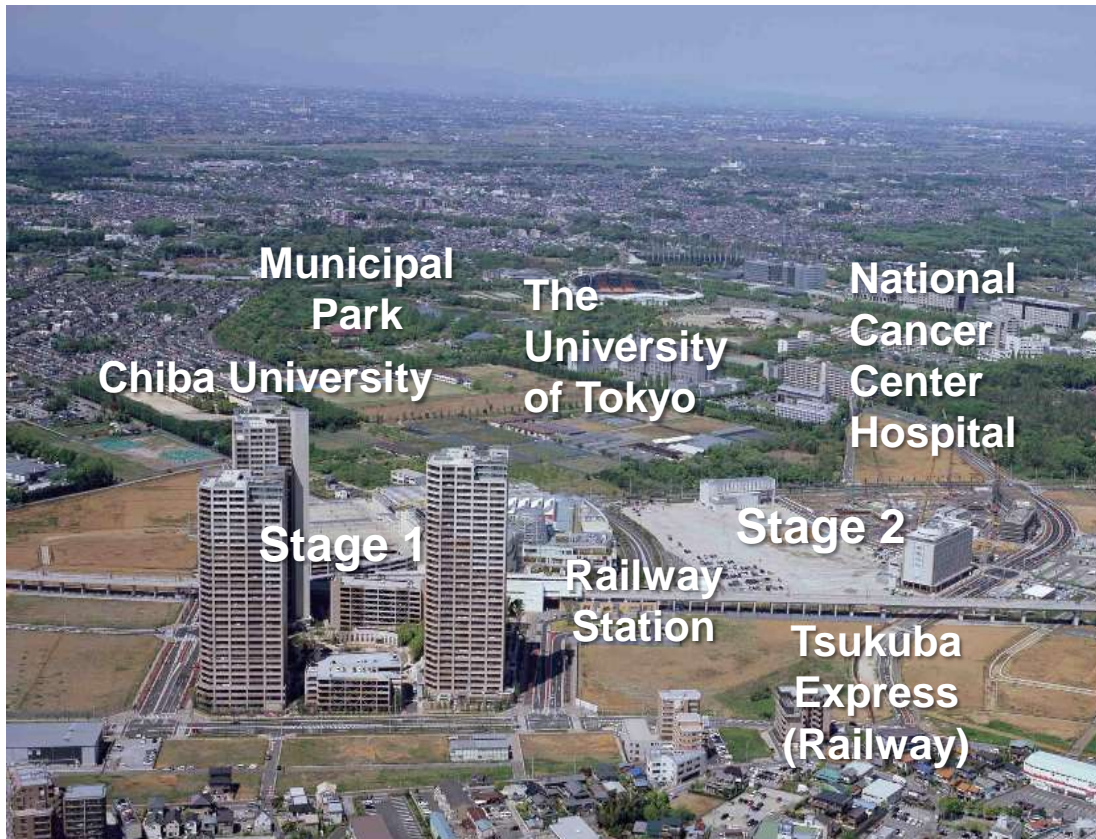 Municipal
Park
The
University
of Tokyo
National
Cancer
Center
Hospital
Chiba University
Stage 1
Stage 2
Railway
Station
Tsukuba
Express
(Railway)